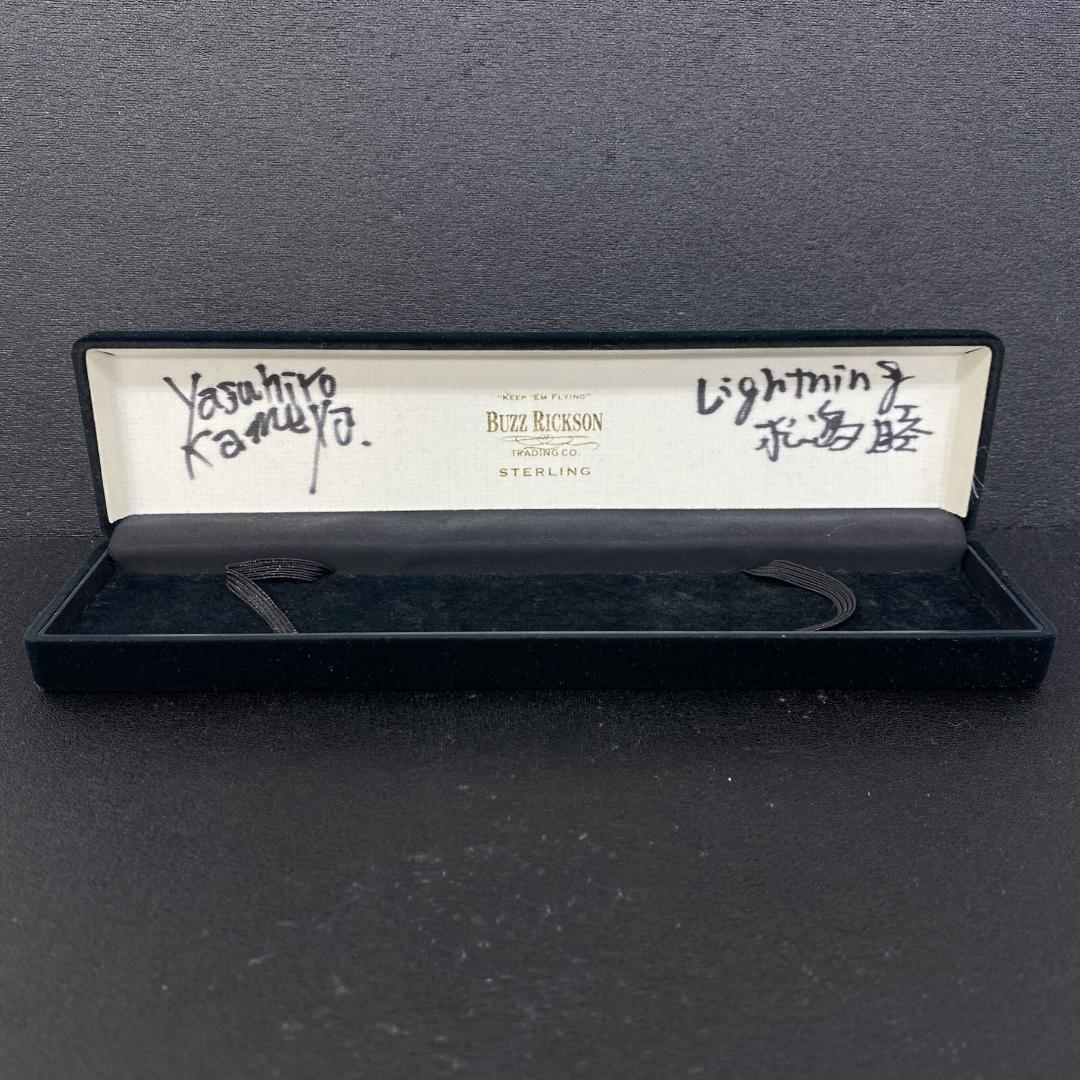 Yasuhiro
Kameya.
"KEEP 'EM FLYING"
BUZZ RICKSON
TRADING CO.
STERLING
Lightning